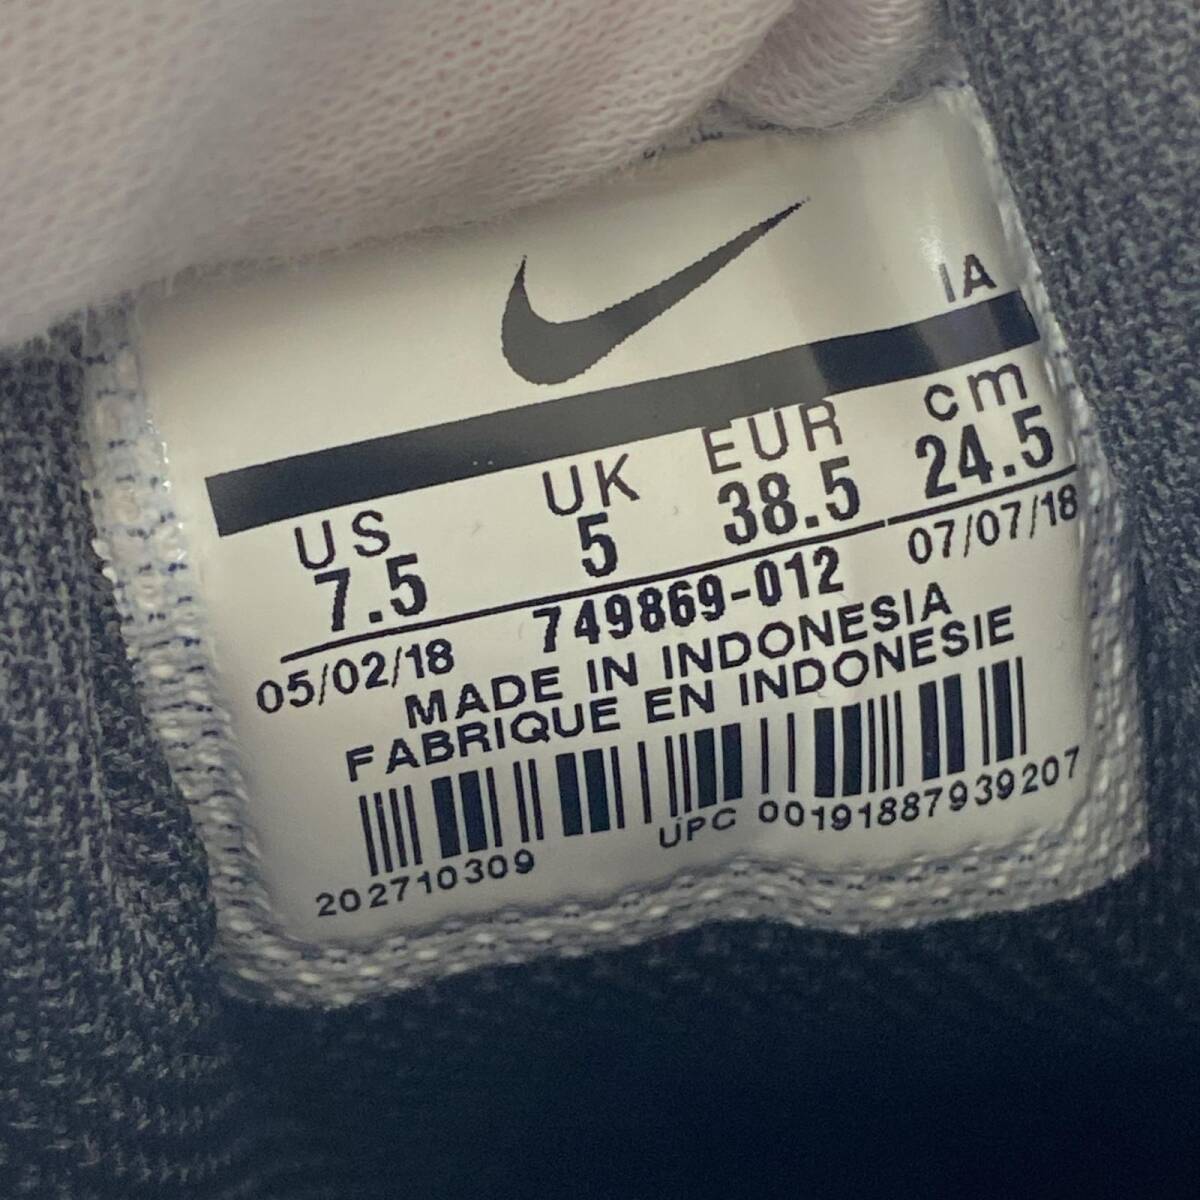 IA
US UK EUR cm
7.5 5 38.5 24.5
05/02/18 749869-012 07/07/18
MADE IN INDONESIA
FABRIQUE EN INDONESIE
202710309 UPC 00191887939207